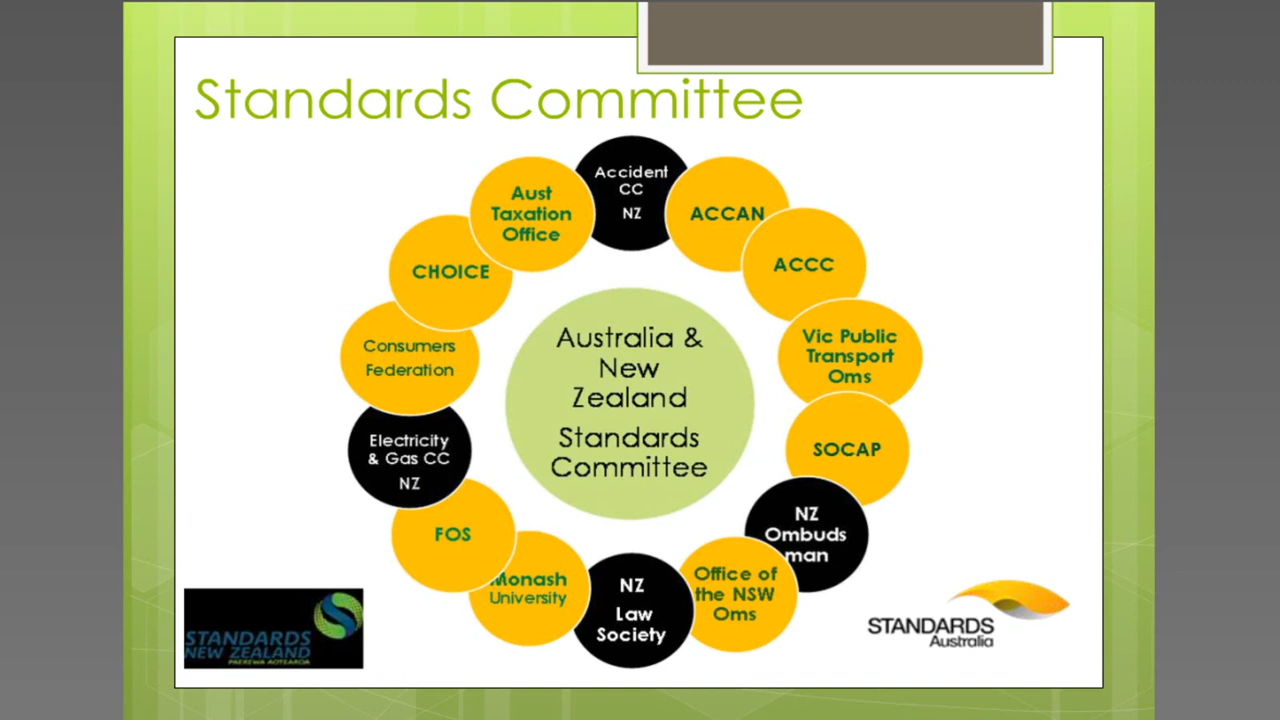 Standards Committee
Accident
CC
NZ
ACCAN
ACCC
Vic Public
Transport
Oms
SOCAP
NZ
Ombuds
man
Office of
the NSW
Oms
NZ
Law
Society
Monash
University
FOS
Electricity
& Gas CC
NZ
Consumers
Federation
CHOICE
Aust
Taxation
Office
Australia &
New
Zealand
Standards
Committee
STANDARDS
NEW ZEALAND
PAEREWA AOTEAROA
STANDARDS
Australia